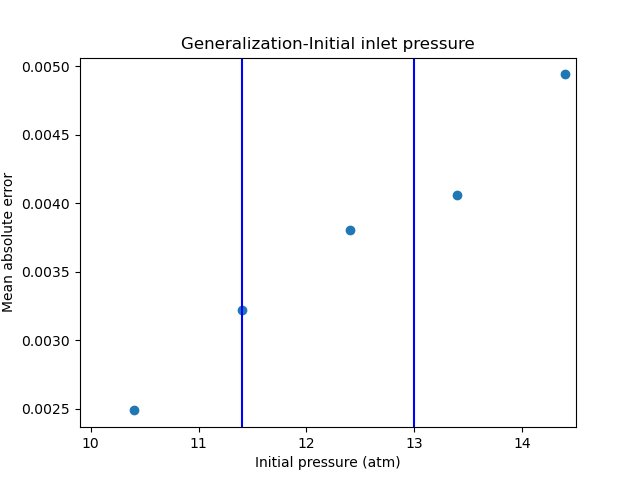 Generalization-Initial inlet pressure
0.0050
0.0045
0.0040
0.0035
0.0030
0.0025
Mean absolute error
10 11 12 13 14
Initial pressure (atm)